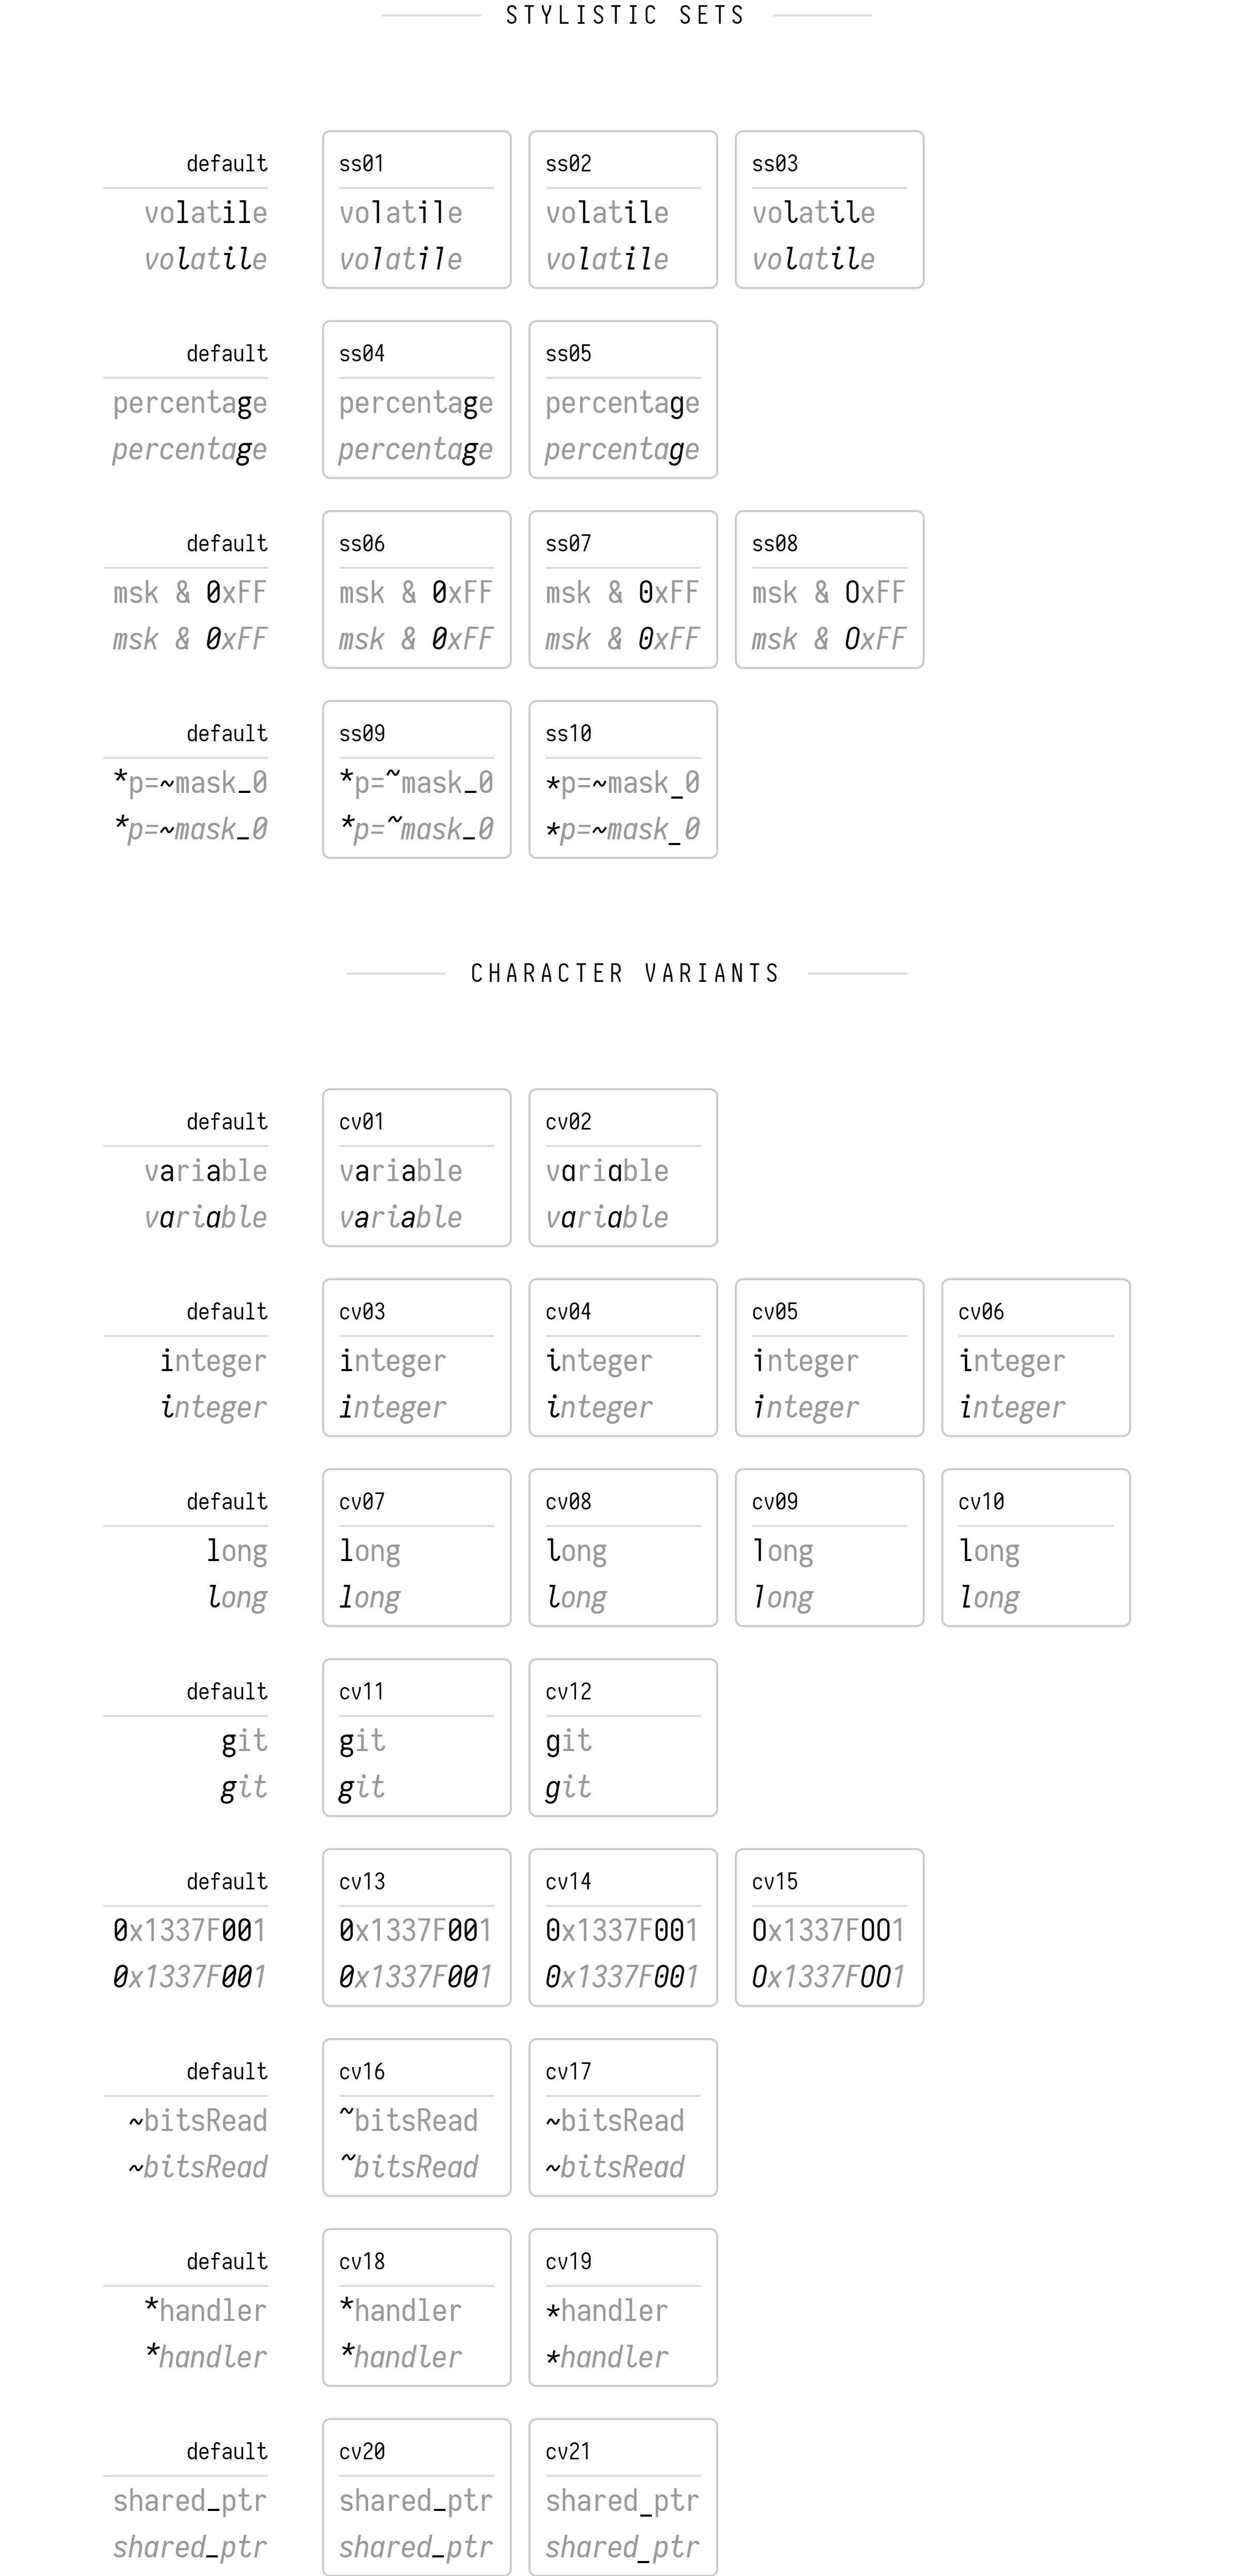 STYLISTIC SETS
default ss01 ss02 ss03
volatile volatile volatile volatile
volatile volatile volatile volatile
default ss04 ss05
percentage percentage percentage
percentage percentage percentage
default ss06 ss07 ss08
msk & 0xFF msk & 0xFF msk & 0xFF msk & 0xFF
msk & 0xFF msk & 0xFF msk & 0xFF msk & 0xFF
default ss09 ss10
*p=~mask_0 *p=~mask_0 *p=~mask_0
*p=~mask_0 *p=~mask_0 *p=~mask_0
CHARACTER VARIANTS
default cv01 cv02
variable variable variable
variable variable variable
default cv03 cv04 cv05 cv06
integer integer integer integer integer
integer integer integer integer integer
default cv07 cv08 cv09 cv10
long long long long long
long long long long long
default cv11 cv12
git git git
git git git
default cv13 cv14 cv15
0x1337F001 0x1337F001 0x1337F001 0x1337F001
0x1337F001 0x1337F001 0x1337F001 0x1337F001
default cv16 cv17
~bitsRead ~bitsRead ~bitsRead
~bitsRead ~bitsRead ~bitsRead
default cv18 cv19
*handler *handler *handler
*handler *handler *handler
default cv20 cv21
shared_ptr shared_ptr shared_ptr
shared_ptr shared_ptr shared_ptr